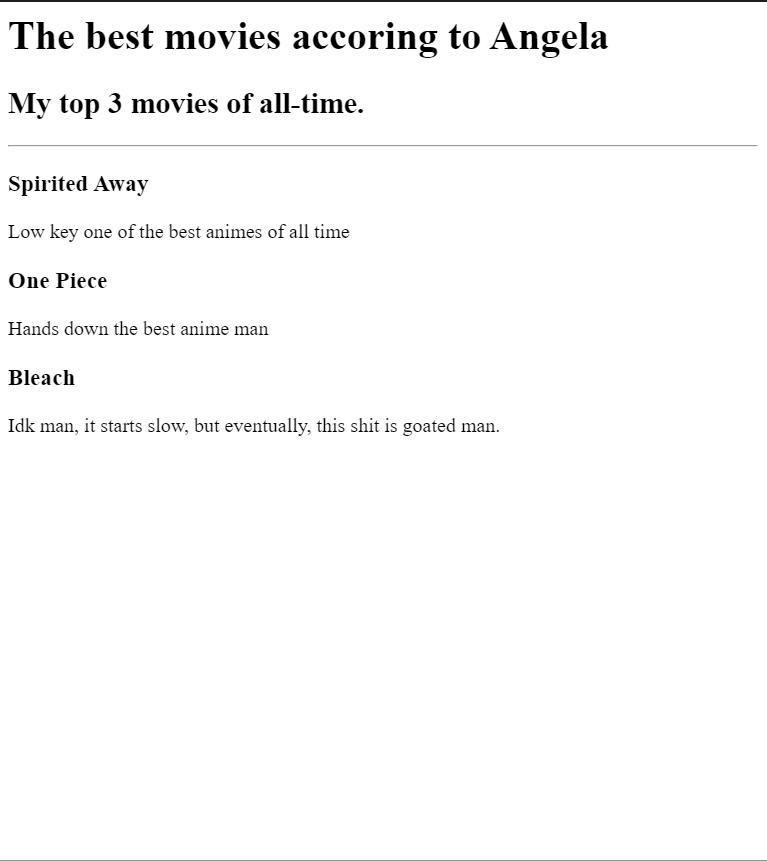 The best movies accoring to Angela
My top 3 movies of all-time.
Spirited Away
Low key one of the best animes of all time
One Piece
Hands down the best anime man
Bleach
Idk man, it starts slow, but eventually, this shit is goated man.